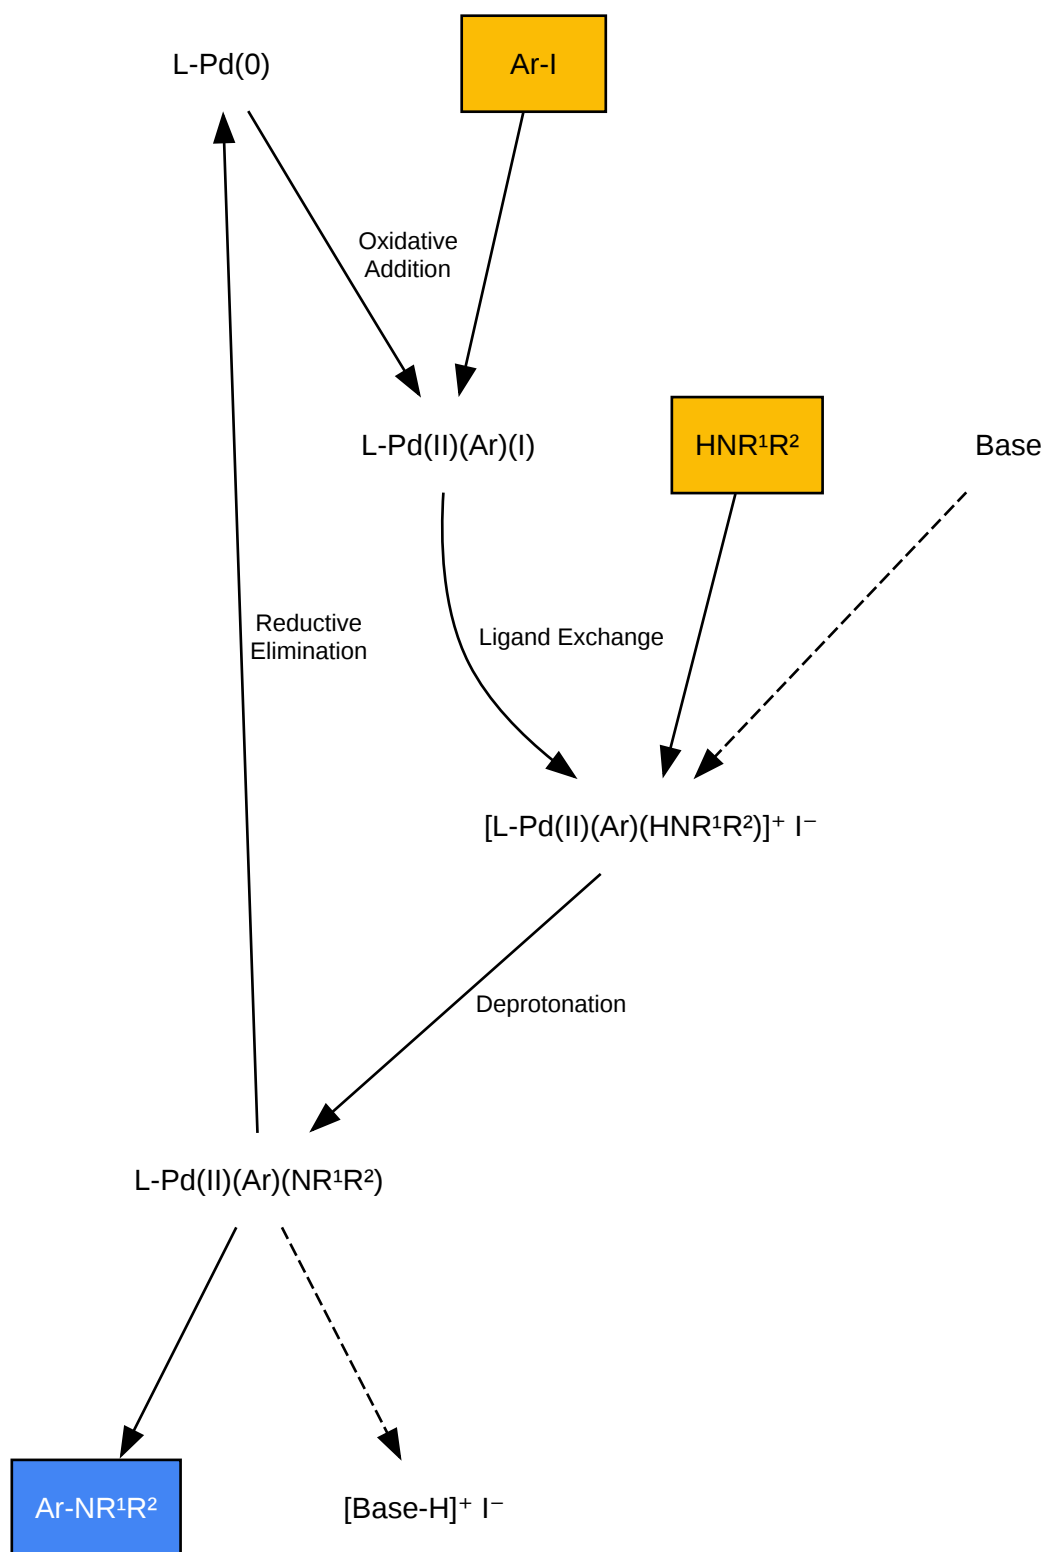 L-Pd(0)
Ar-I
Oxidative
Addition
L-Pd(II)(Ar)(I)
HNR¹R²
Base
Reductive
Elimination
Ligand Exchange
[L-Pd(II)(Ar)(HNR¹R²)]⁺ I⁻
Deprotonation
L-Pd(II)(Ar)(NR¹R²)
Ar-NR¹R²
[Base-H]⁺ I⁻